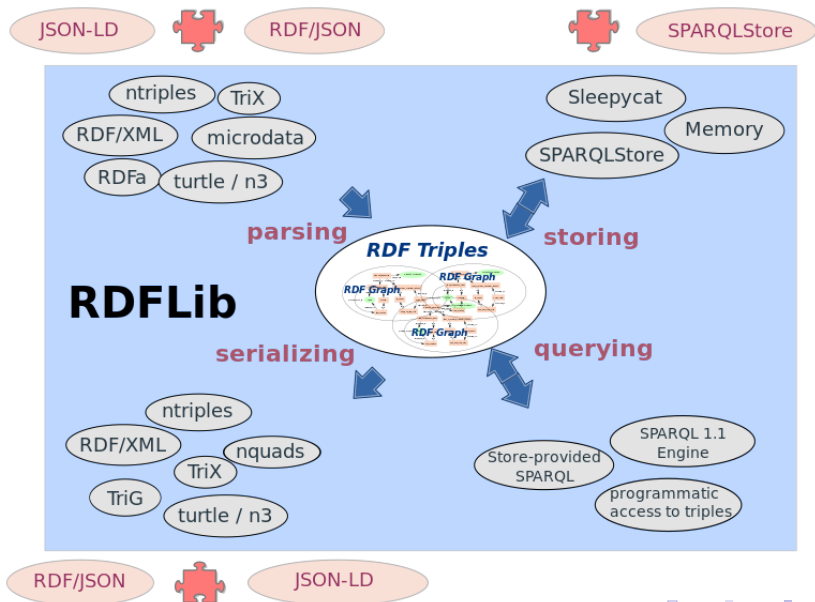 JSON-LD
RDF/JSON
SPARQLStore
ntriples
TriX
RDF/XML
microdata
RDFa
turtle / n3
Sleepycat
Memory
SPARQLStore
parsing
storing
RDF Triples
RDF Graph
RDF Graph
RDF Graph
RDFLib
serializing
querying
ntriples
RDF/XML
nquads
TriX
TriG
turtle / n3
SPARQL 1.1
Engine
Store-provided
SPARQL
programmatic
access to triples
RDF/JSON
JSON-LD